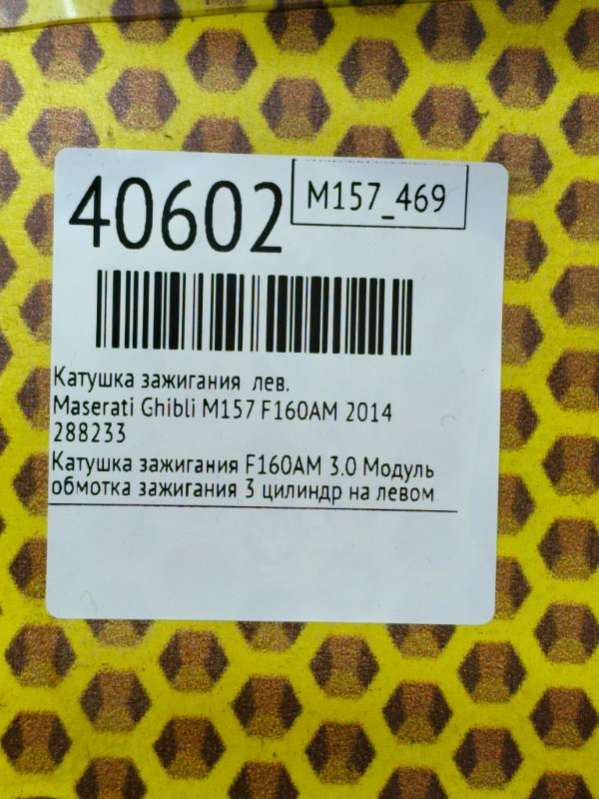 40602
M157_469
Катушка зажигания лев.
Maserati Ghibli M157 F160AM 2014
288233
Катушка зажигания F160AM 3.0 Модуль
обмотка зажигания 3 цилиндр на левом